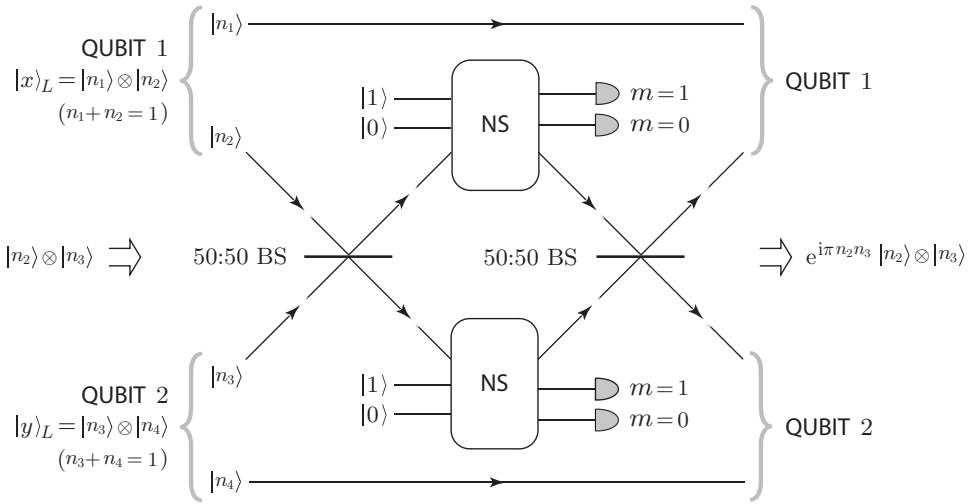 |n₁⟩
QUBIT 1
|x⟩_L = |n₁⟩⊗|n₂⟩
(n₁+n₂=1)
|n₂⟩
|1⟩
|0⟩
NS
m=1
m=0
QUBIT 1
|n₂⟩⊗|n₃⟩
50:50 BS
50:50 BS
e^{iπn₂n₃} |n₂⟩⊗|n₃⟩
|n₃⟩
QUBIT 2
|y⟩_L = |n₃⟩⊗|n₄⟩
(n₃+n₄=1)
|1⟩
|0⟩
NS
m=1
m=0
QUBIT 2
|n₄⟩